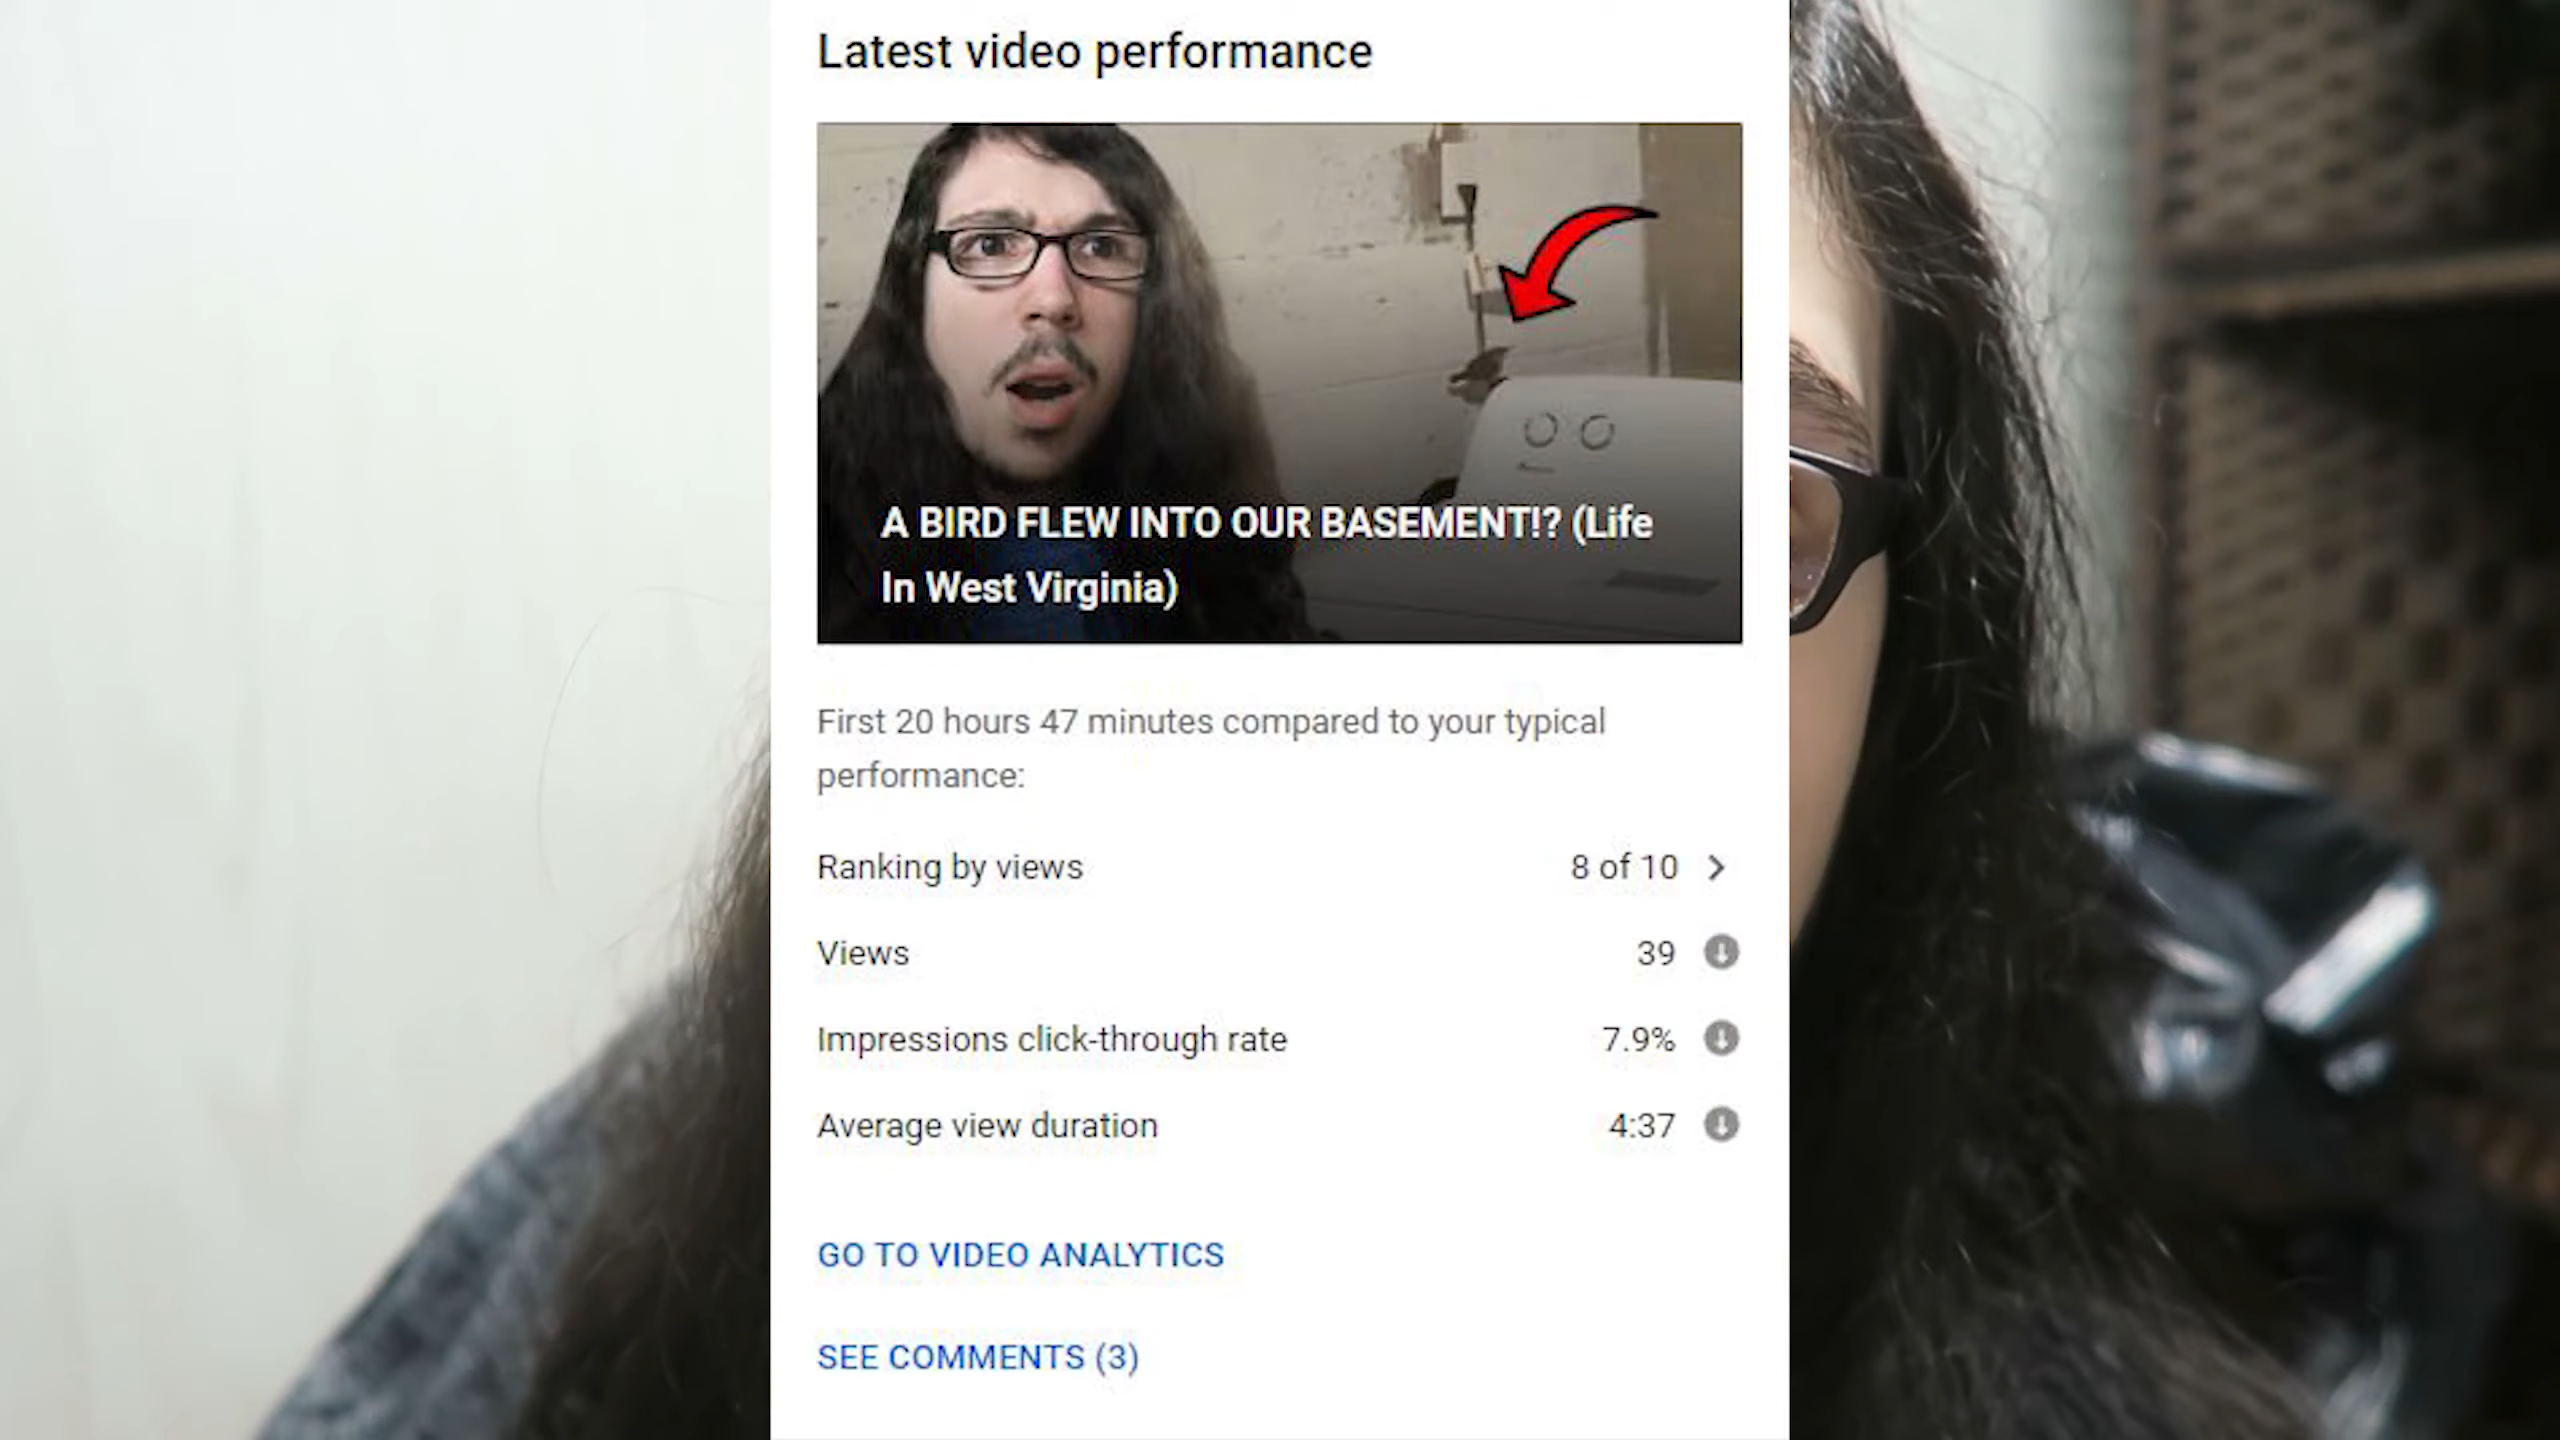 Latest video performance
A BIRD FLEW INTO OUR BASEMENT!? (Life
In West Virginia)
First 20 hours 47 minutes compared to your typical
performance:
Ranking by views 8 of 10
Views 39
Impressions click-through rate 7.9%
Average view duration 4:37
GO TO VIDEO ANALYTICS
SEE COMMENTS (3)